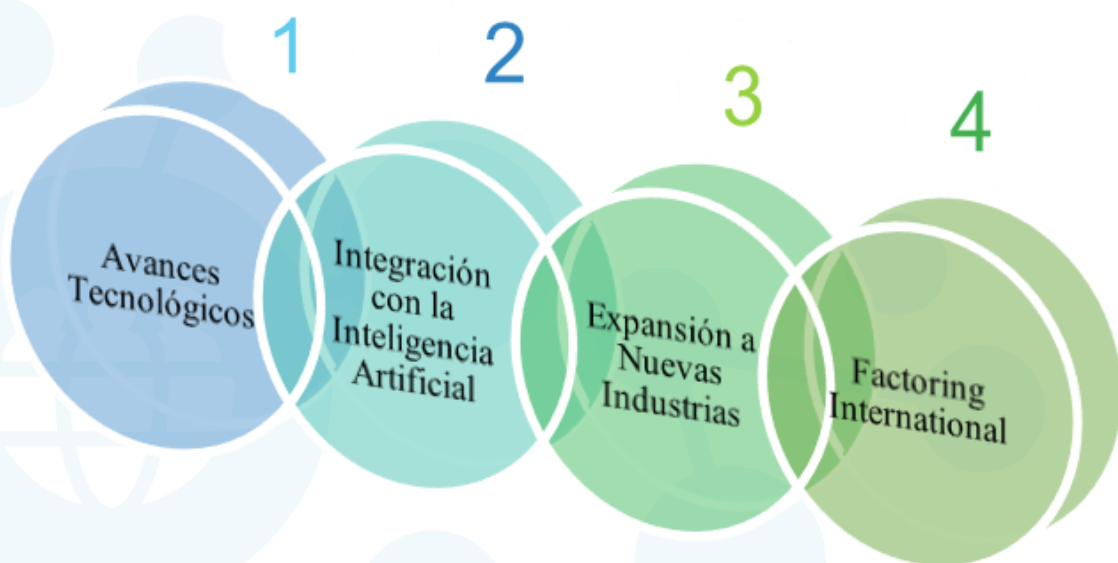 1
2
3
4
Avances
Tecnológicos
Integración
con la
Inteligencia
Artificial
Expansión a
Nuevas
Industrias
Factoring
International